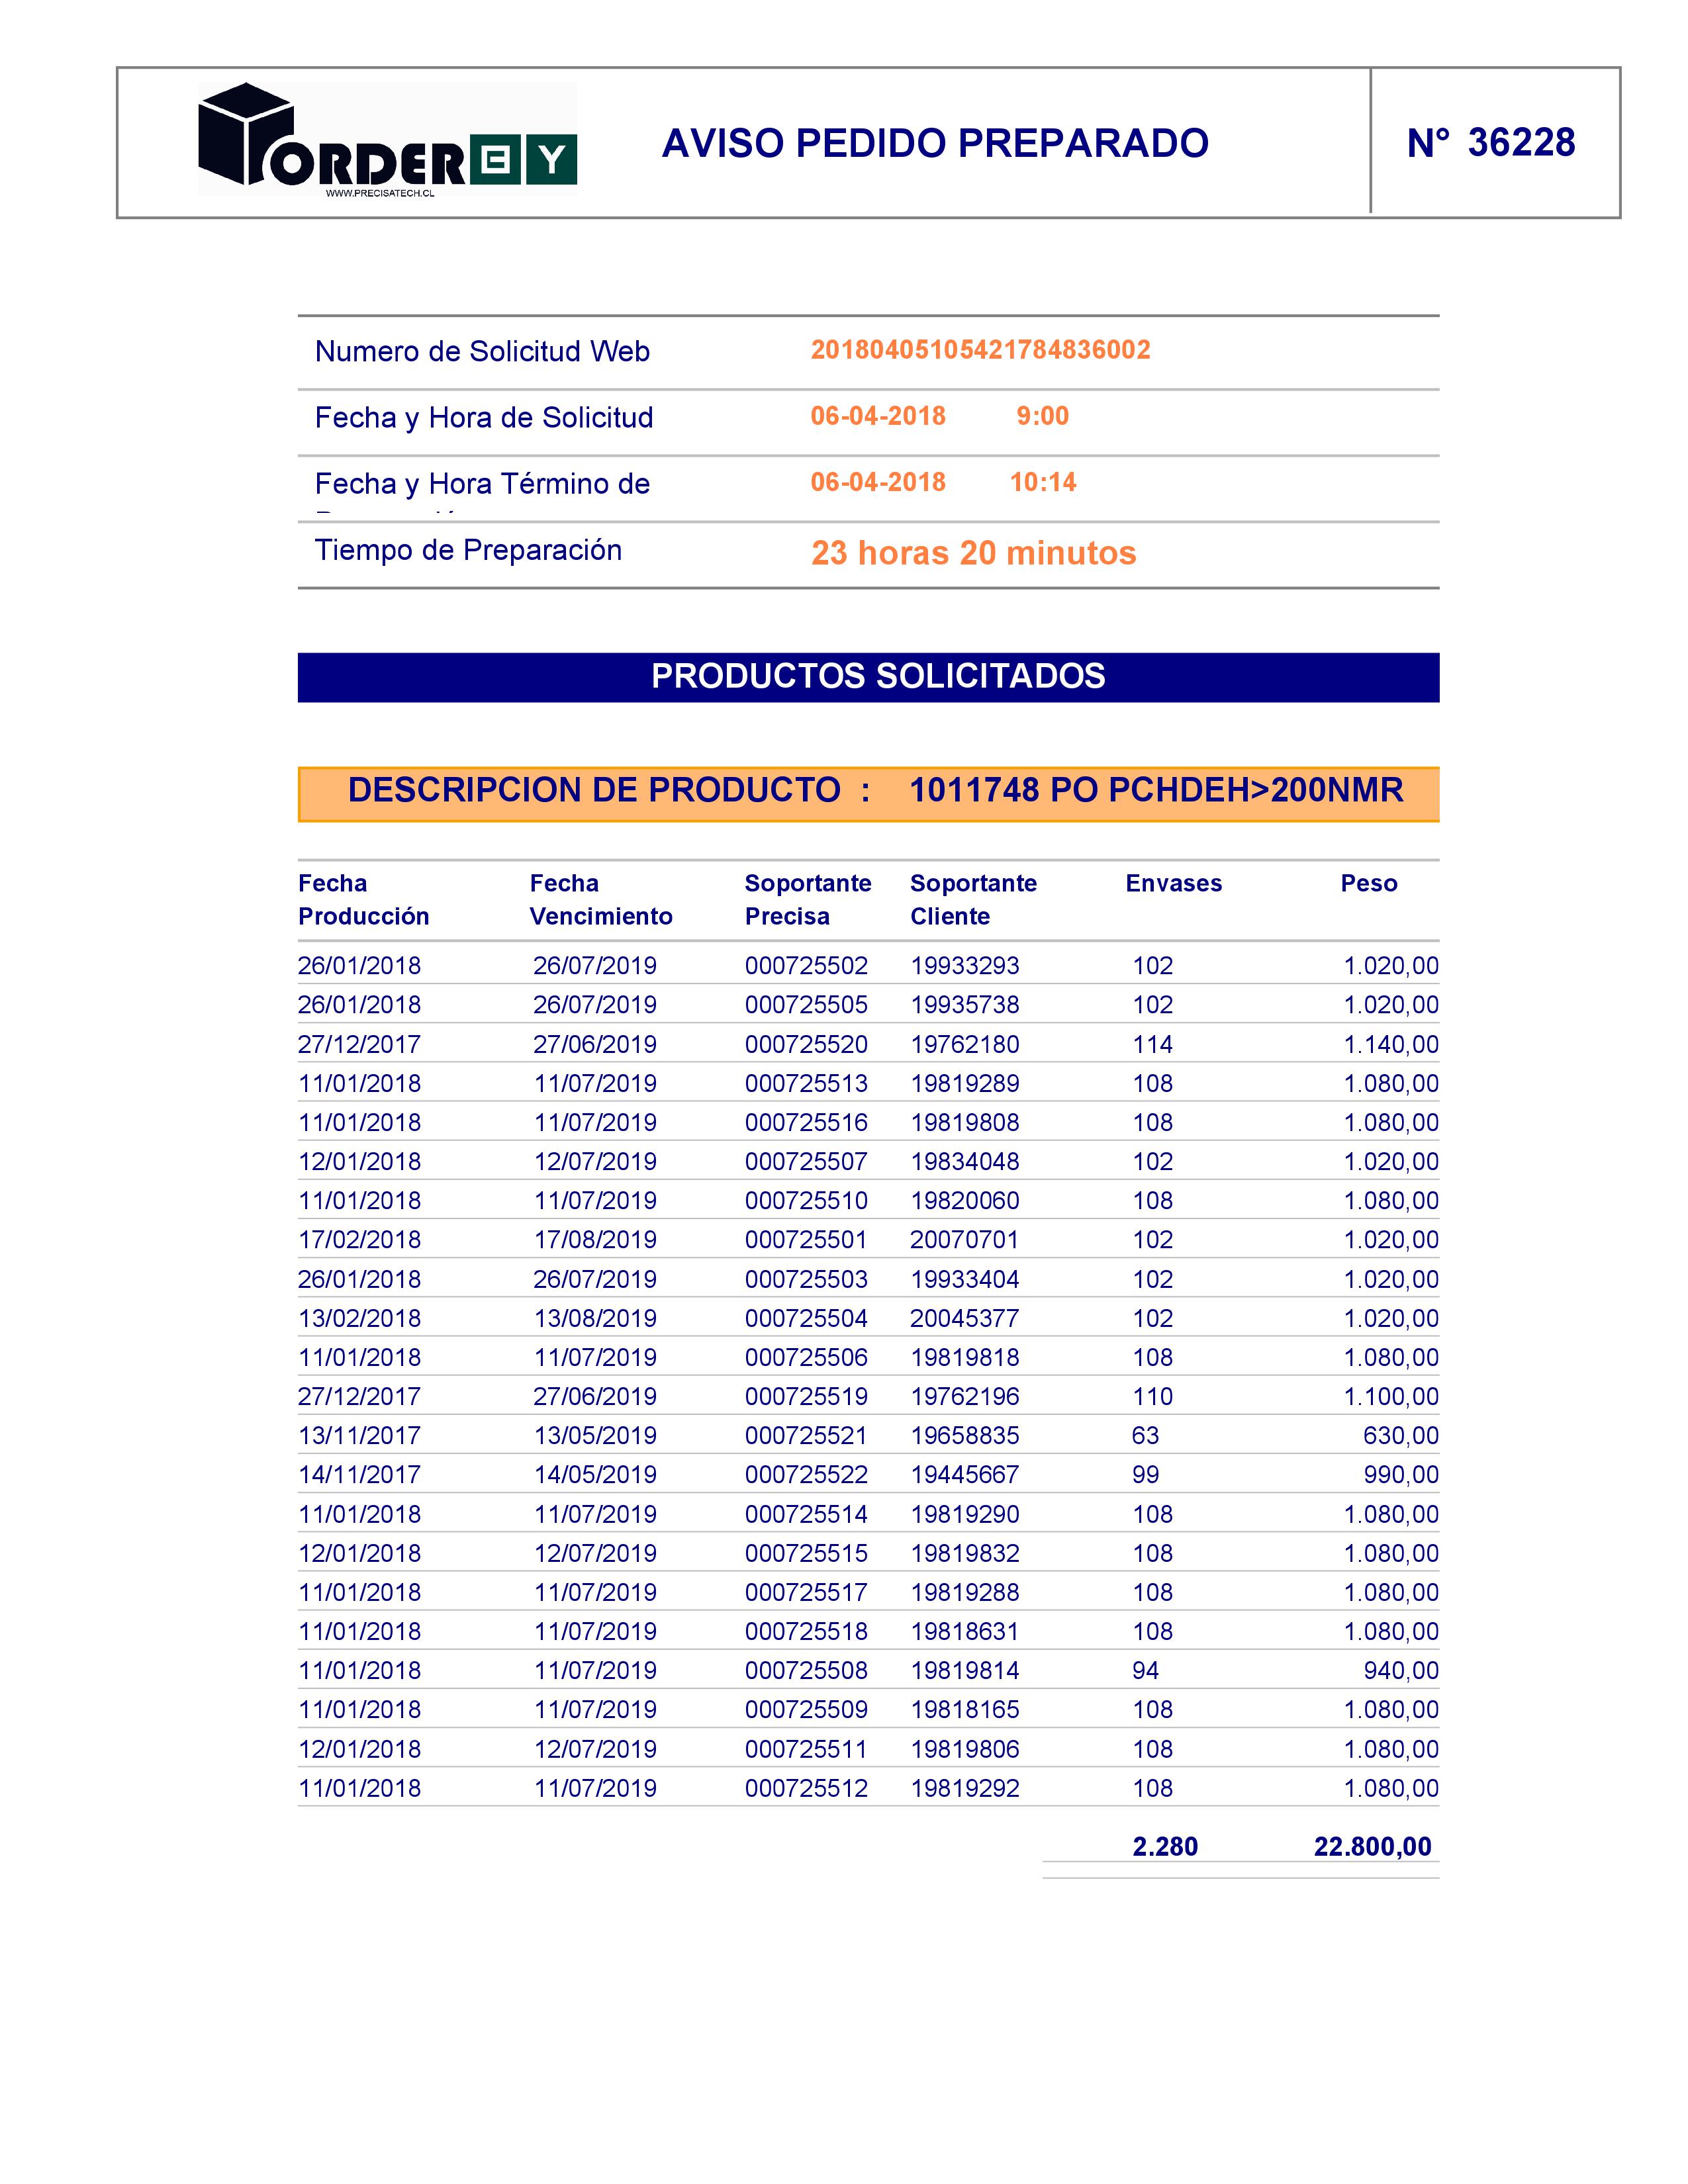 ORDER BY
WWW.PRECISATECH.CL
AVISO PEDIDO PREPARADO
N° 36228
Numero de Solicitud Web 20180405105421784836002
Fecha y Hora de Solicitud 06-04-2018 9:00
Fecha y Hora Término de 06-04-2018 10:14
Tiempo de Preparación 23 horas 20 minutos
PRODUCTOS SOLICITADOS
DESCRIPCION DE PRODUCTO : 1011748 PO PCHDEH>200NMR
Fecha Fecha Soportante Soportante Envases Peso
Producción Vencimiento Precisa Cliente
26/01/2018 26/07/2019 000725502 19933293 102 1.020,00
26/01/2018 26/07/2019 000725505 19935738 102 1.020,00
27/12/2017 27/06/2019 000725520 19762180 114 1.140,00
11/01/2018 11/07/2019 000725513 19819289 108 1.080,00
11/01/2018 11/07/2019 000725516 19819808 108 1.080,00
12/01/2018 12/07/2019 000725507 19834048 102 1.020,00
11/01/2018 11/07/2019 000725510 19820060 108 1.080,00
17/02/2018 17/08/2019 000725501 20070701 102 1.020,00
26/01/2018 26/07/2019 000725503 19933404 102 1.020,00
13/02/2018 13/08/2019 000725504 20045377 102 1.020,00
11/01/2018 11/07/2019 000725506 19819818 108 1.080,00
27/12/2017 27/06/2019 000725519 19762196 110 1.100,00
13/11/2017 13/05/2019 000725521 19658835 63 630,00
14/11/2017 14/05/2019 000725522 19445667 99 990,00
11/01/2018 11/07/2019 000725514 19819290 108 1.080,00
12/01/2018 12/07/2019 000725515 19819832 108 1.080,00
11/01/2018 11/07/2019 000725517 19819288 108 1.080,00
11/01/2018 11/07/2019 000725518 19818631 108 1.080,00
11/01/2018 11/07/2019 000725508 19819814 94 940,00
11/01/2018 11/07/2019 000725509 19818165 108 1.080,00
12/01/2018 12/07/2019 000725511 19819806 108 1.080,00
11/01/2018 11/07/2019 000725512 19819292 108 1.080,00
2.280 22.800,00